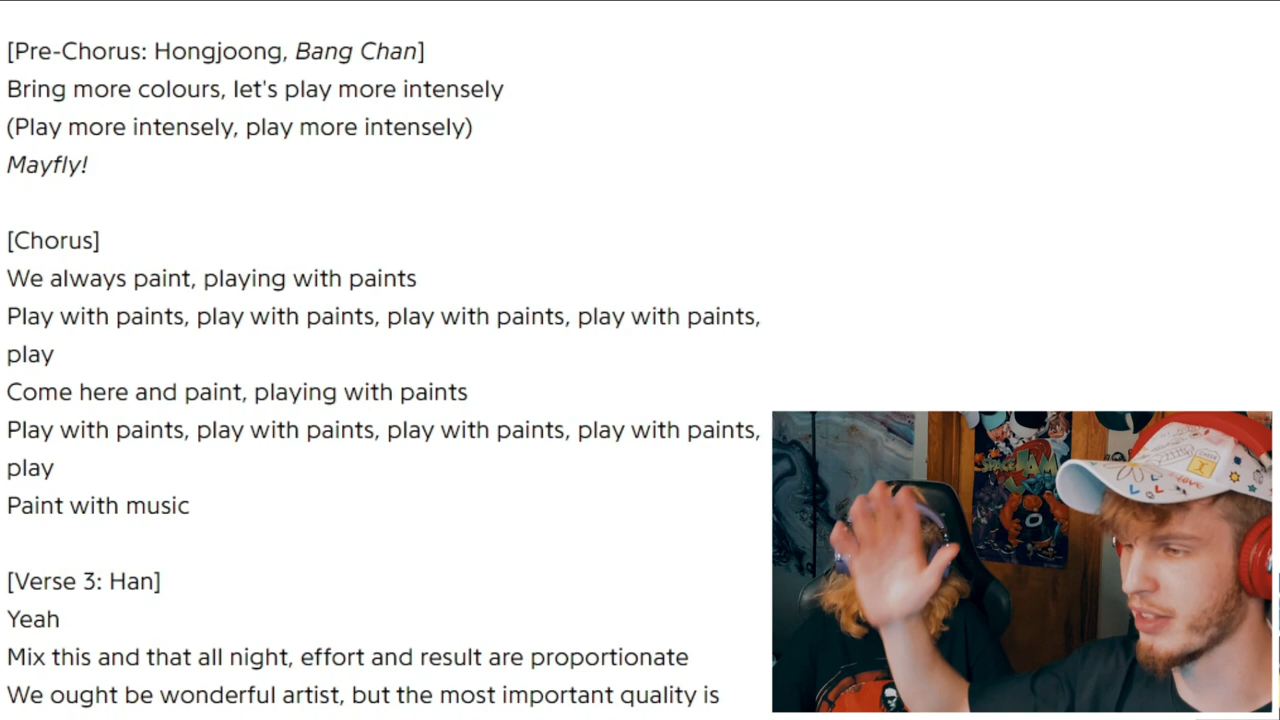 [Pre-Chorus: Hongjoong, Bang Chan]
Bring more colours, let's play more intensely
(Play more intensely, play more intensely)
Mayfly!
[Chorus]
We always paint, playing with paints
Play with paints, play with paints, play with paints, play with paints,
play
Come here and paint, playing with paints
Play with paints, play with paints, play with paints, play with paints,
play
Paint with music
[Verse 3: Han]
Yeah
Mix this and that all night, effort and result are proportionate
We ought be wonderful artist, but the most important quality is
SPACE JAM